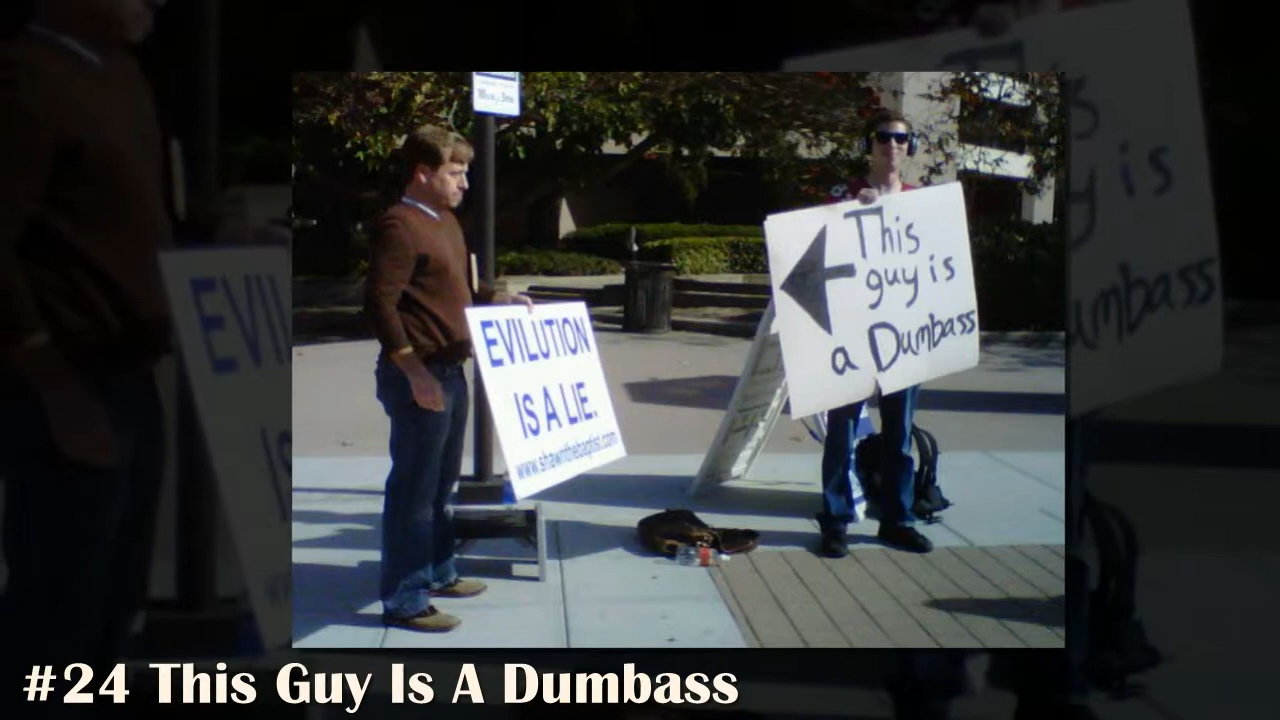 EVILUTION
IS A LIE.
www.shawnthebaptist.com
This
guy is
a Dumbass
#24 This Guy Is A Dumbass